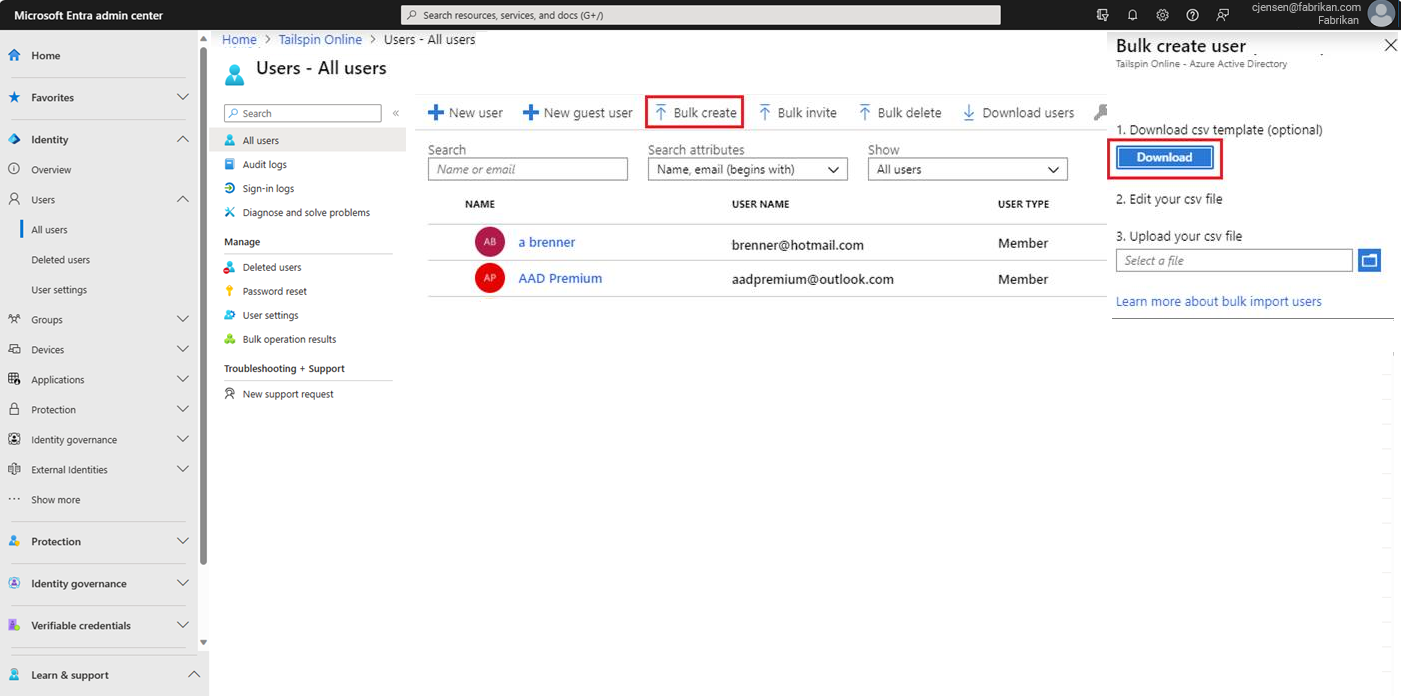 Microsoft Entra admin center
Search resources, services, and docs (G+/)
cjensen@fabrikan.com
Fabrikan
Home
Favorites
Identity
Overview
Users
All users
Deleted users
User settings
Groups
Devices
Applications
Protection
Identity governance
External Identities
Show more
Protection
Identity governance
Verifiable credentials
Learn & support
Home > Tailspin Online > Users - All users
Users - All users
Search
«
All users
Audit logs
Sign-in logs
Diagnose and solve problems
Manage
Deleted users
Password reset
User settings
Bulk operation results
Troubleshooting + Support
New support request
New user New guest user Bulk create Bulk invite Bulk delete Download users
Search Search attributes Show
Name or email Name, email (begins with) All users
NAME USER NAME USER TYPE
AB a brenner brenner@hotmail.com Member
AP AAD Premium aadpremium@outlook.com Member
Bulk create user
Tailspin Online - Azure Active Directory
1. Download csv template (optional)
Download
2. Edit your csv file
3. Upload your csv file
Select a file
Learn more about bulk import users